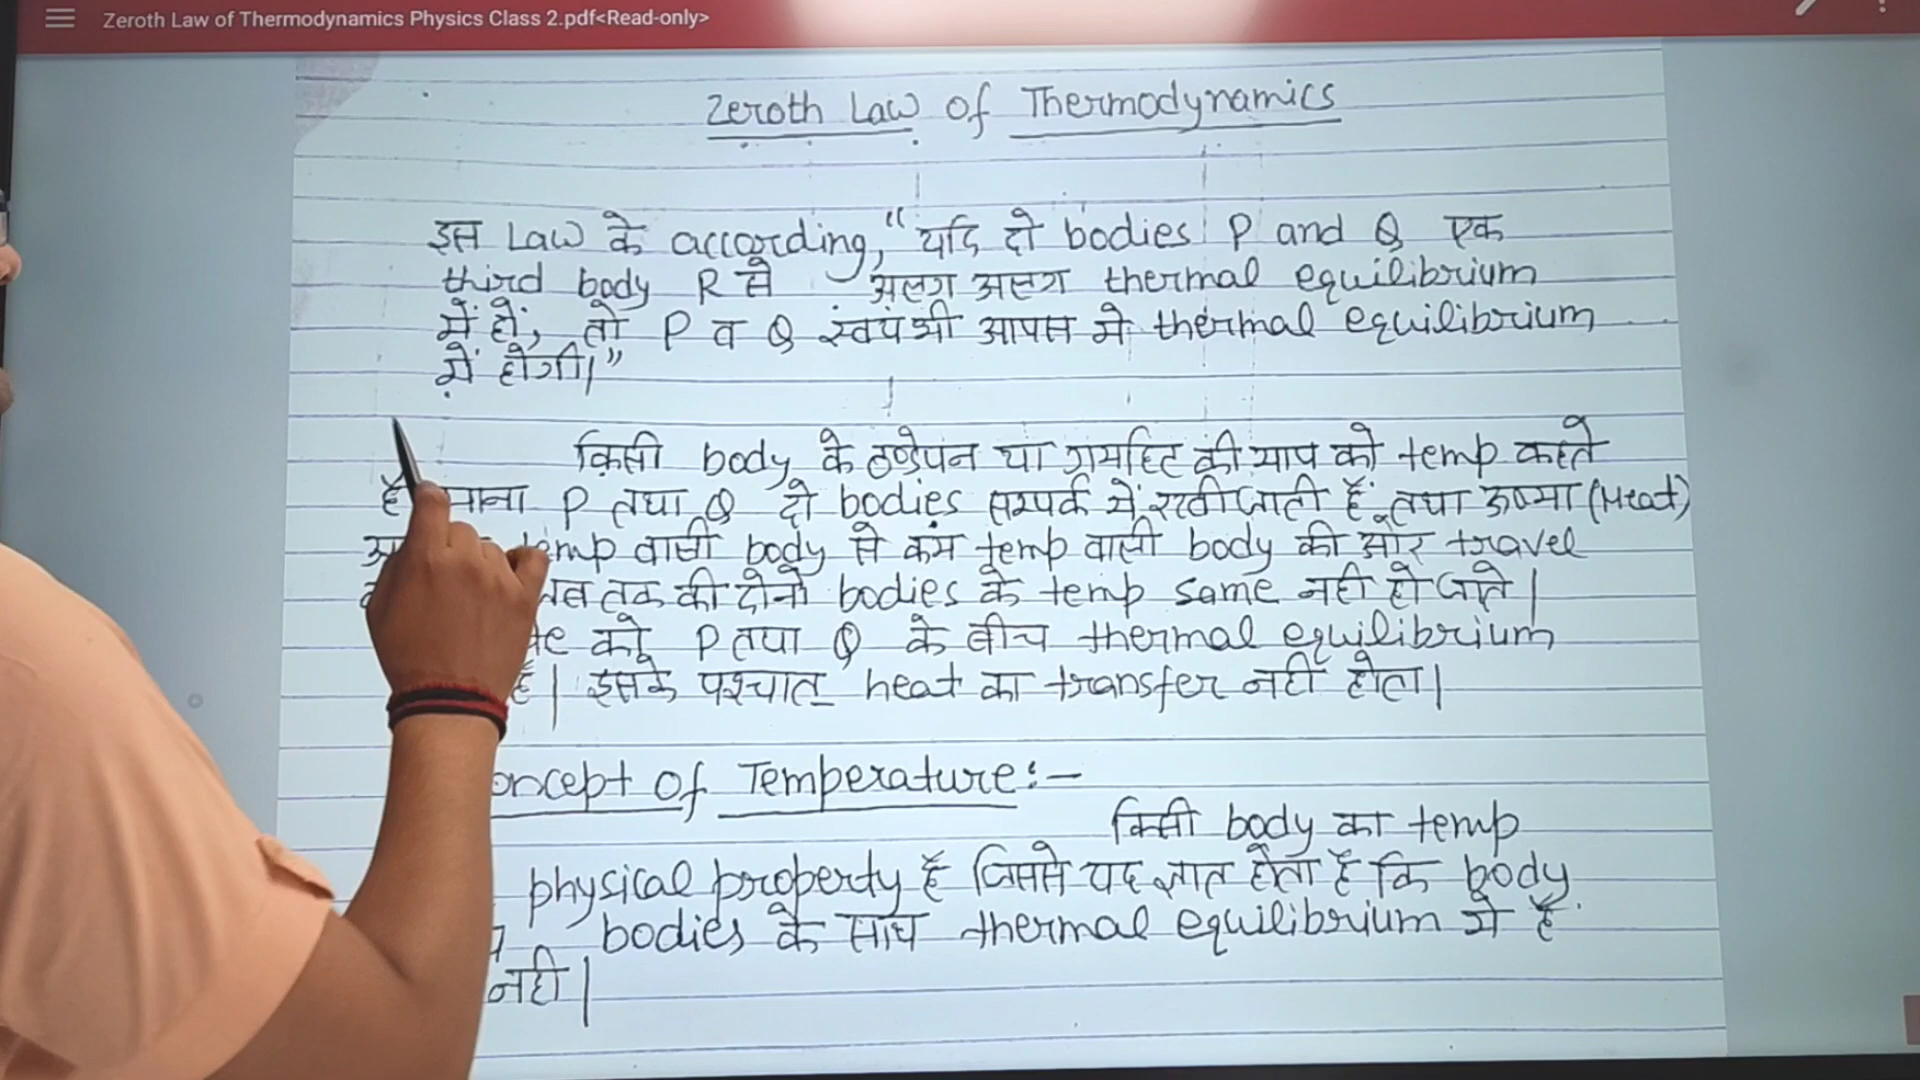 Zeroth Law of Thermodynamics Physics Class 2.pdf<Read-only>
Zeroth Law of Thermodynamics
इस Law के according, “यदि दो bodies P and Q एक
third body R से अलग अलग thermal equilibrium
में हों, तो P व Q स्वंयं भी आपस मे thermal equilibrium
में होगी।”
किसी body के ठण्डेपन या गर्माहट की माप को temp कहते
हैं माना P तथा Q दो bodies सम्पर्क में रखी जाती हैं तथा ऊष्मा (Heat)
temp वाली body से कम temp वाली body की ओर travel
तक की दोनो bodies के temp same नही हो जाते।
को P तथा Q के बीच thermal equilibrium
हैं। इसके पश्चात् heat का transfer नहीं होता।
oncept of Temperature:-
किसी body का temp
physical property है जिससे यह ज्ञात होता है कि body
bodies के साथ thermal equilibrium मे है
नही।